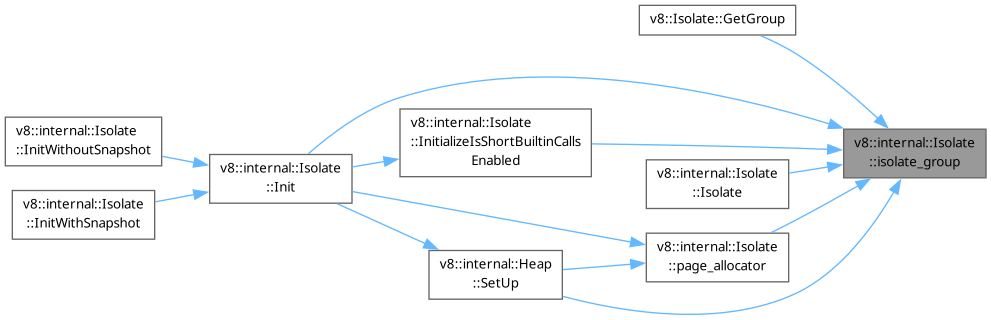 v8::Isolate::GetGroup
v8::internal::Isolate
::InitWithoutSnapshot
v8::internal::Isolate
::InitializeIsShortBuiltinCalls
Enabled
v8::internal::Isolate
::isolate_group
v8::internal::Isolate
::Init
v8::internal::Isolate
::Isolate
v8::internal::Isolate
::InitWithSnapshot
v8::internal::Isolate
::page_allocator
v8::internal::Heap
::SetUp